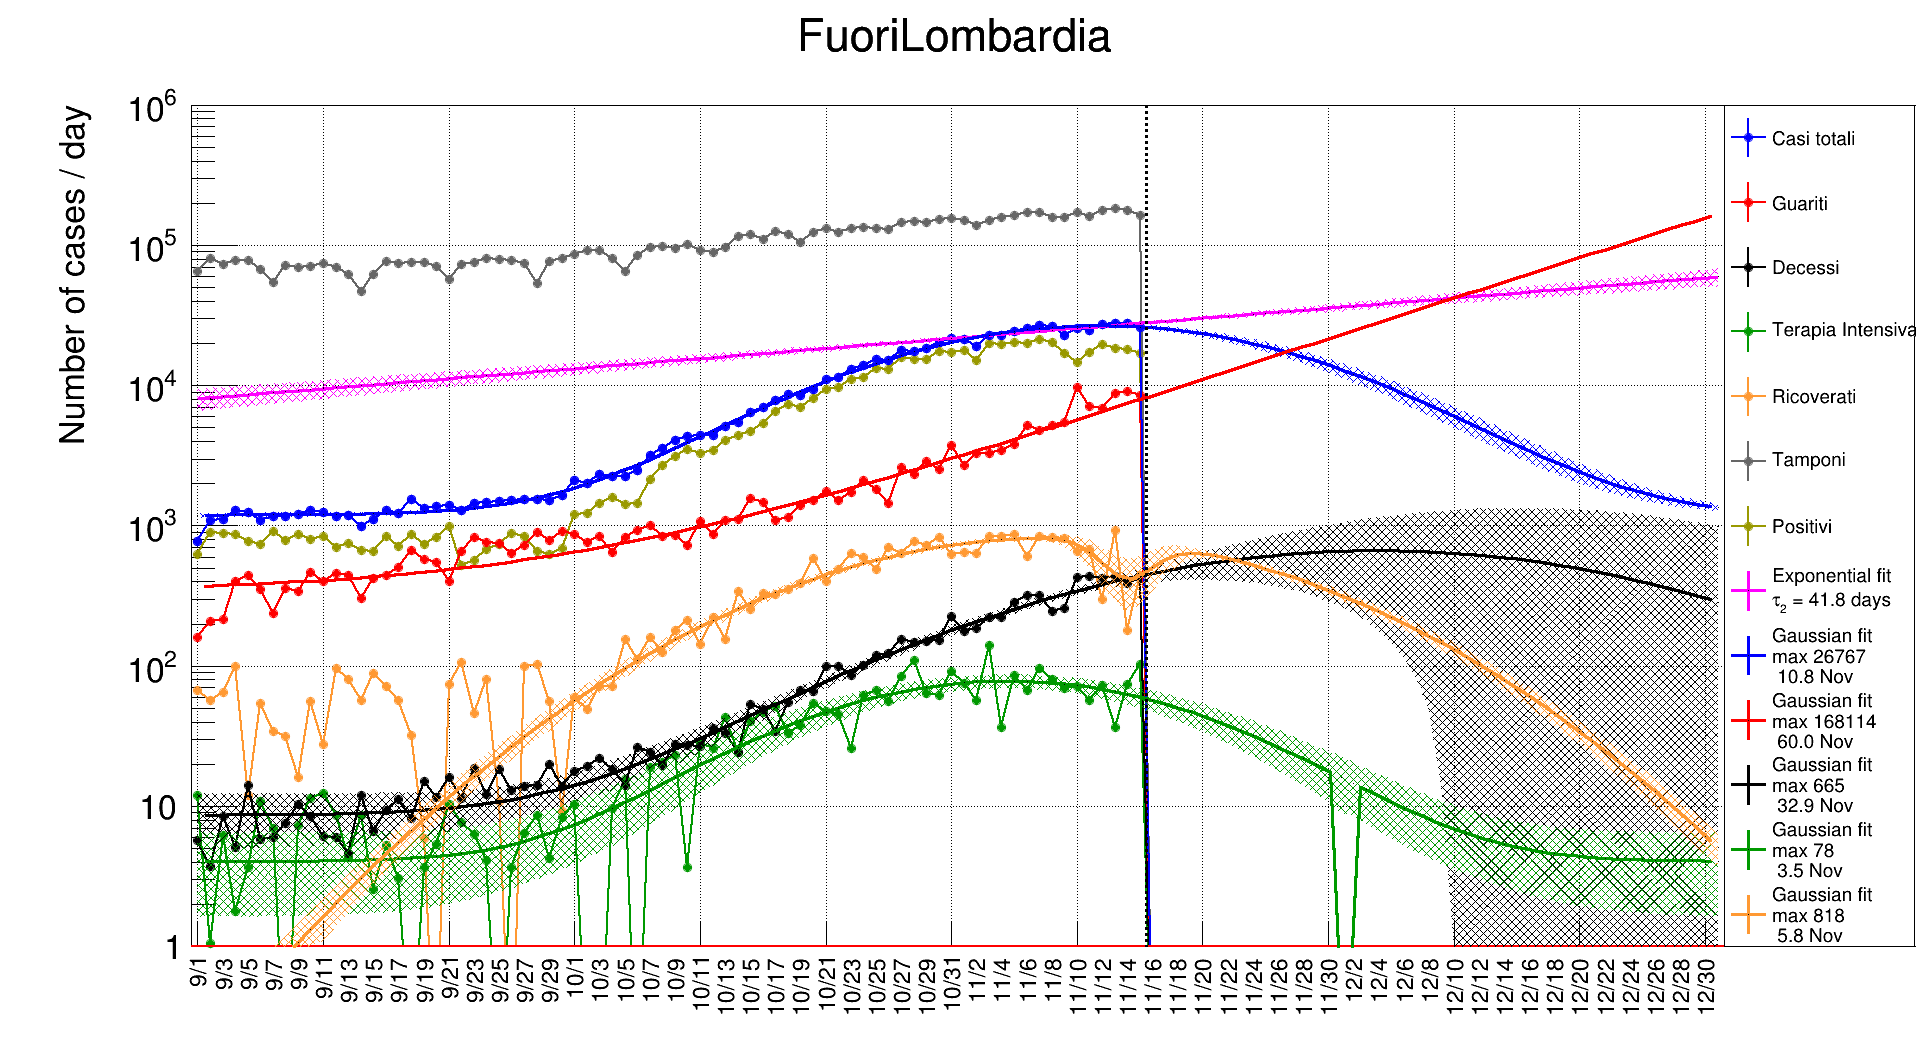 FuoriLombardia
Number of cases / day
10^6
10^5
10^4
10^3
10^2
10
1
9/1 9/3 9/5 9/7 9/9 9/11 9/13 9/15 9/17 9/19 9/21 9/23 9/25 9/27 9/29 10/1 10/3 10/5 10/7 10/9 10/11 10/13 10/15 10/17 10/19 10/21 10/23 10/25 10/27 10/29 10/31 11/2 11/4 11/6 11/8 11/10 11/12 11/14 11/16 11/18 11/20 11/22 11/24 11/26 11/28 11/30 12/2 12/4 12/6 12/8 12/10 12/12 12/14 12/16 12/18 12/20 12/22 12/24 12/26 12/28 12/30
Casi totali
Guariti
Decessi
Terapia Intensiva
Ricoverati
Tamponi
Positivi
Exponential fit
τ₂ = 41.8 days
Gaussian fit
max 26767
10.8 Nov
Gaussian fit
max 168114
60.0 Nov
Gaussian fit
max 665
32.9 Nov
Gaussian fit
max 78
3.5 Nov
Gaussian fit
max 818
5.8 Nov